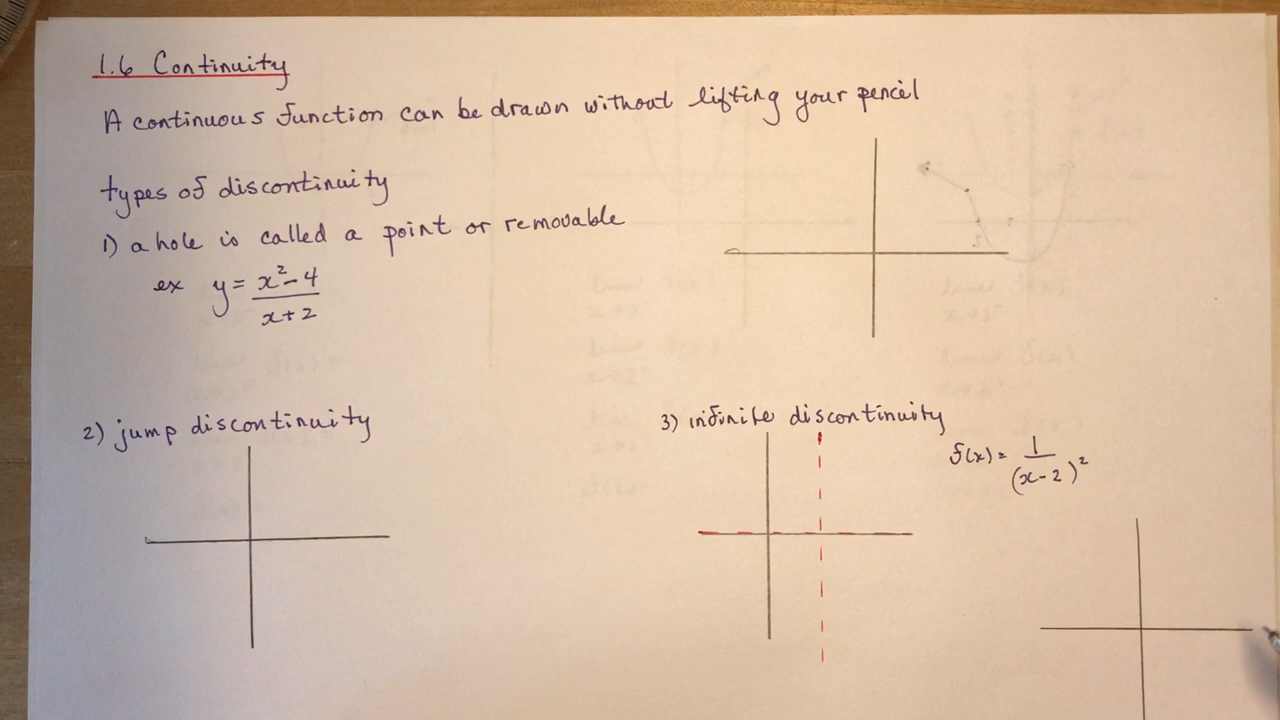 1.6 Continuity
A continuous function can be drawn without lifting your pencil
types of discontinuity
1) a hole is called a point or removable
ex y = x² - 4 / x + 2
2) jump discontinuity
3) infinite discontinuity
f(x) = 1 / (x - 2)²